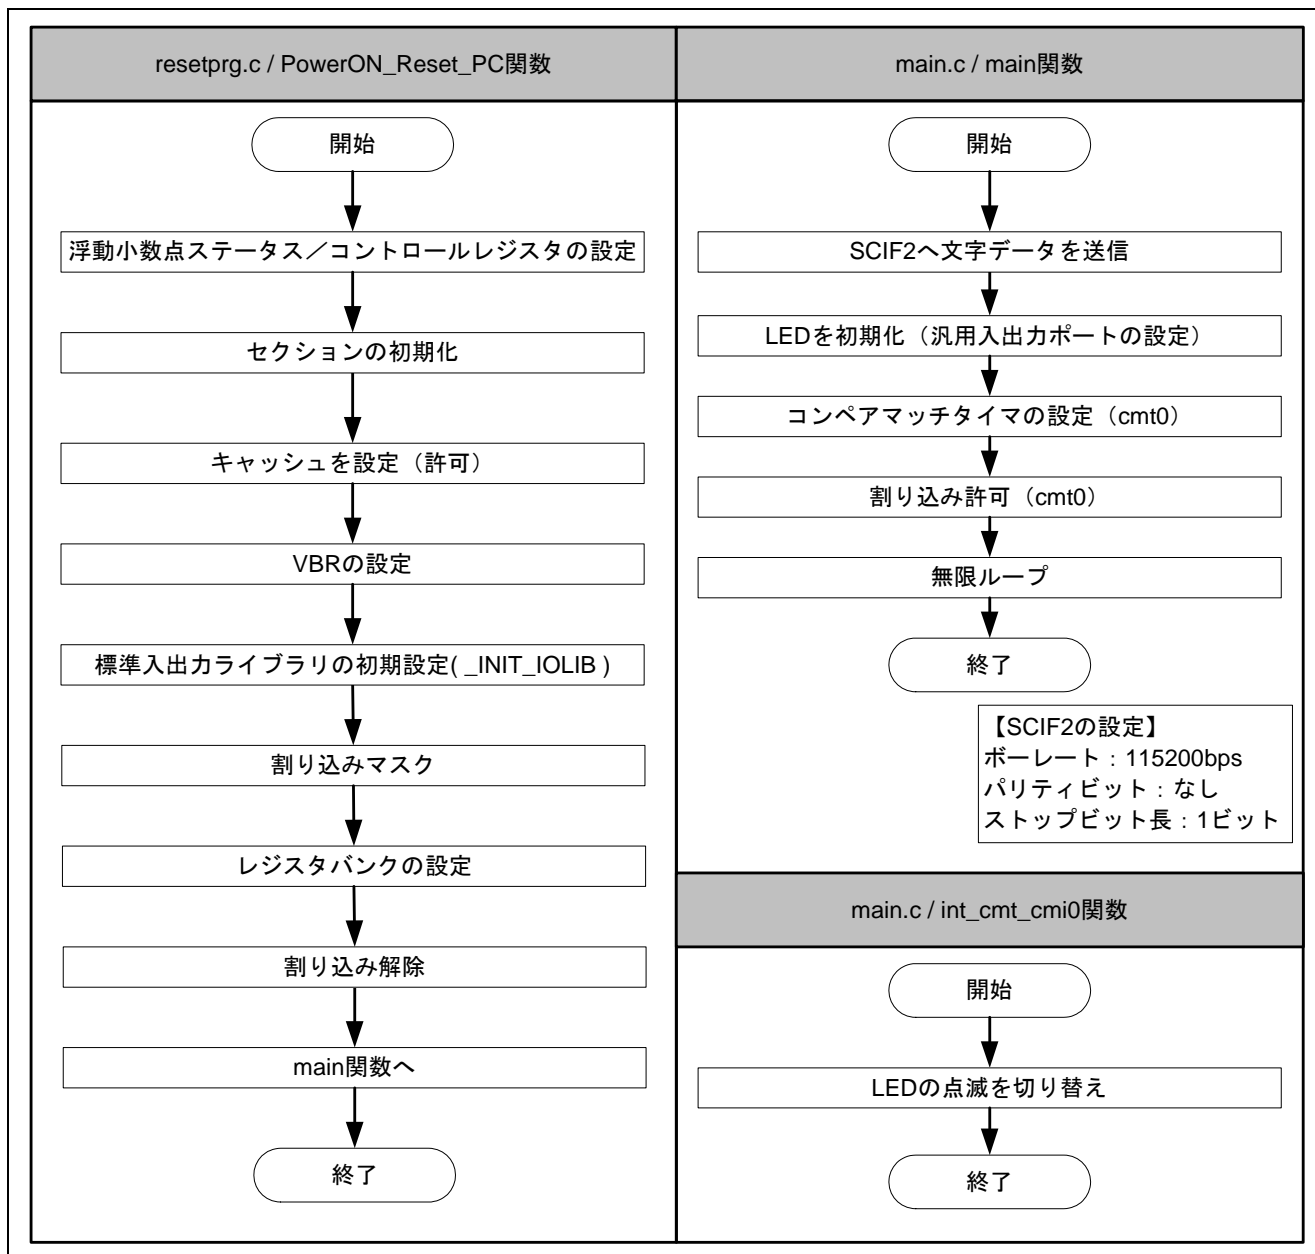 resetprg.c / PowerON_Reset_PC関数
開始
浮動小数点ステータス／コントロールレジスタの設定
セクションの初期化
キャッシュを設定（許可）
VBRの設定
標準入出力ライブラリの初期設定( _INIT_IOLIB )
割り込みマスク
レジスタバンクの設定
割り込み解除
main関数へ
終了
main.c / main関数
開始
SCIF2へ文字データを送信
LEDを初期化（汎用入出力ポートの設定）
コンペアマッチタイマの設定（cmt0）
割り込み許可（cmt0）
無限ループ
終了
【SCIF2の設定】
ボーレート：115200bps
パリティビット：なし
ストップビット長：1ビット
main.c / int_cmt_cmi0関数
開始
LEDの点滅を切り替え
終了